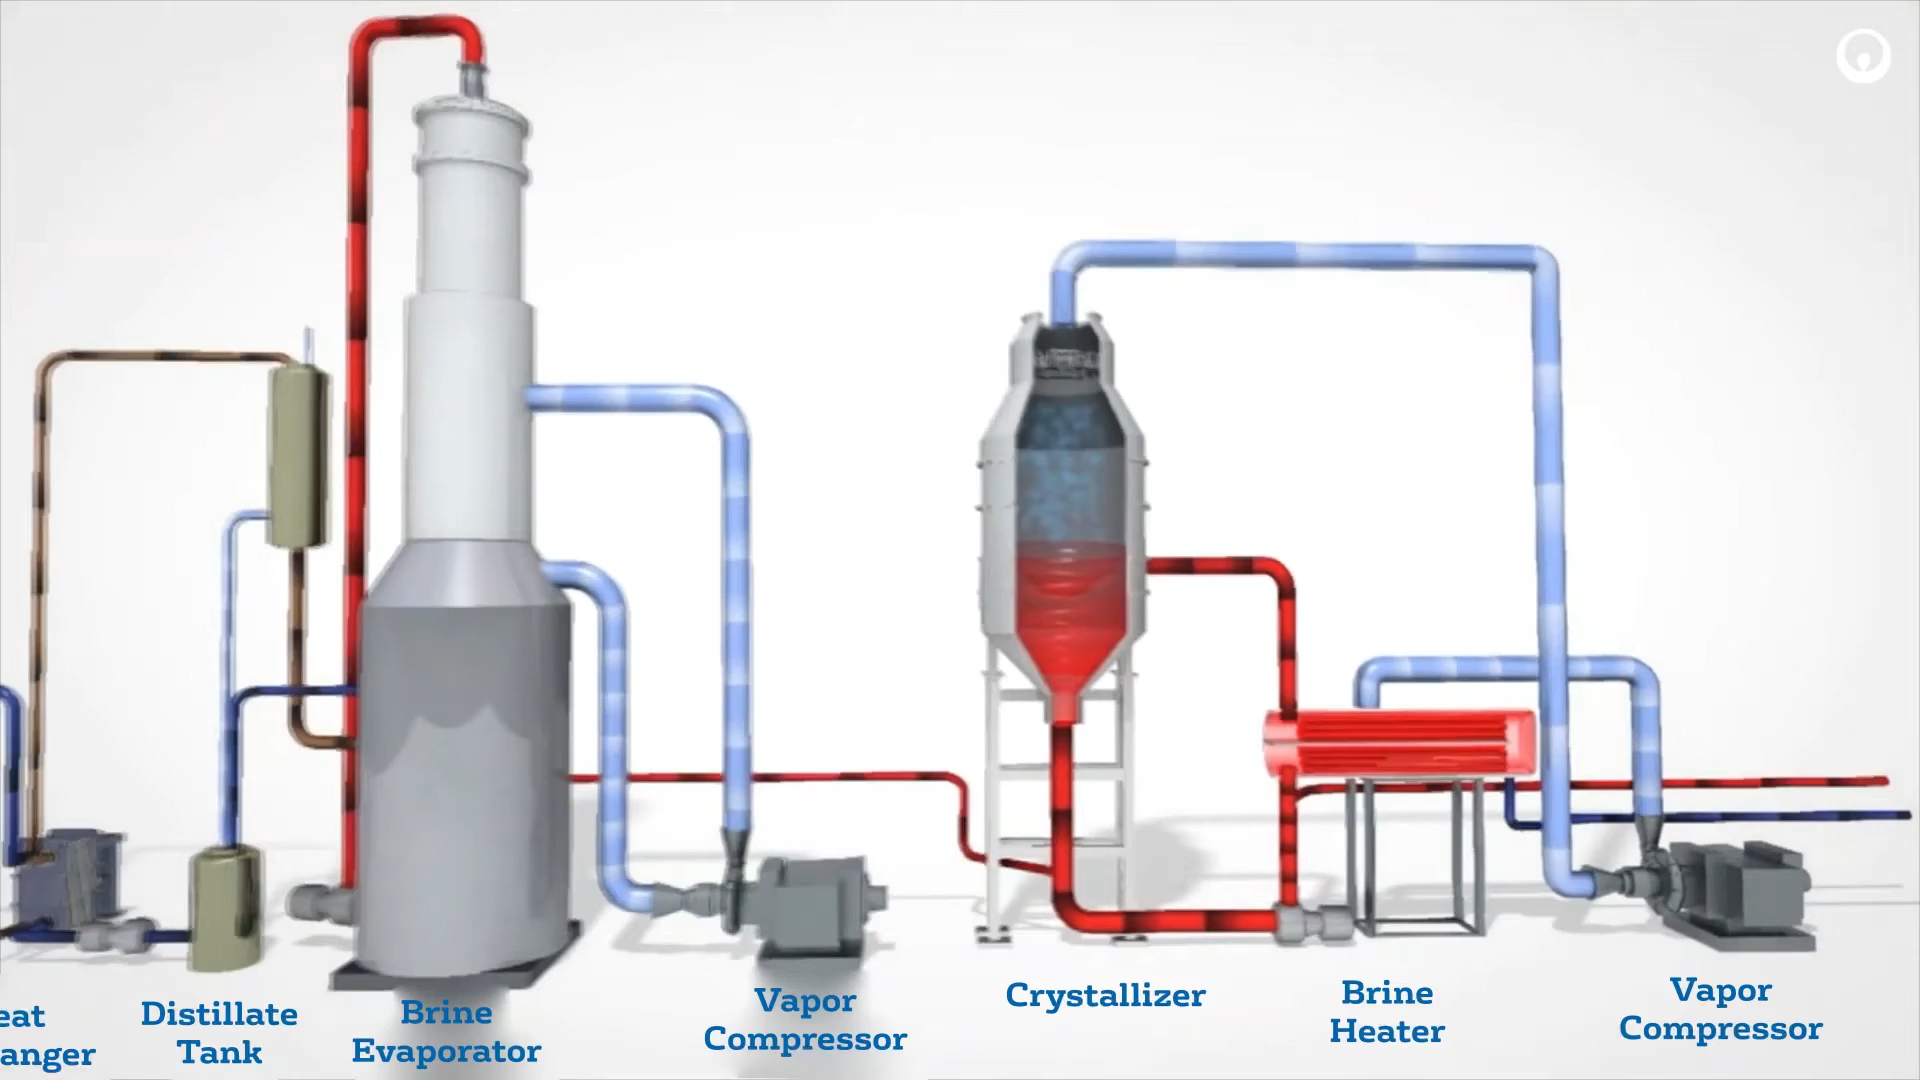 eat
anger
Distillate
Tank
Brine
Evaporator
Vapor
Compressor
Crystallizer
Brine
Heater
Vapor
Compressor